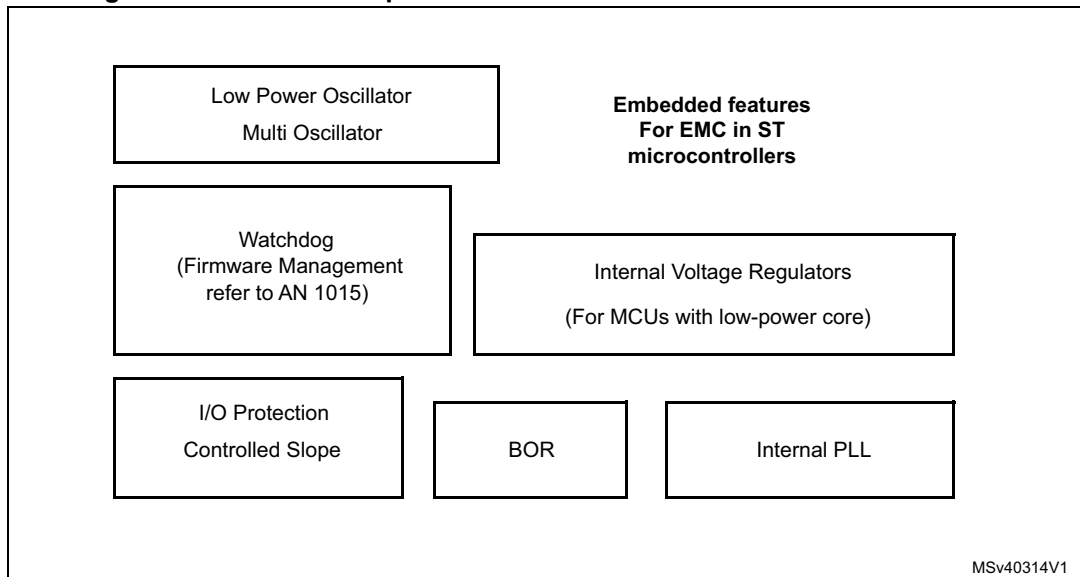 Low Power Oscillator
Multi Oscillator
Embedded features
For EMC in ST
microcontrollers
Watchdog
(Firmware Management
refer to AN 1015)
Internal Voltage Regulators
(For MCUs with low-power core)
I/O Protection
Controlled Slope
BOR
Internal PLL
MSv40314V1